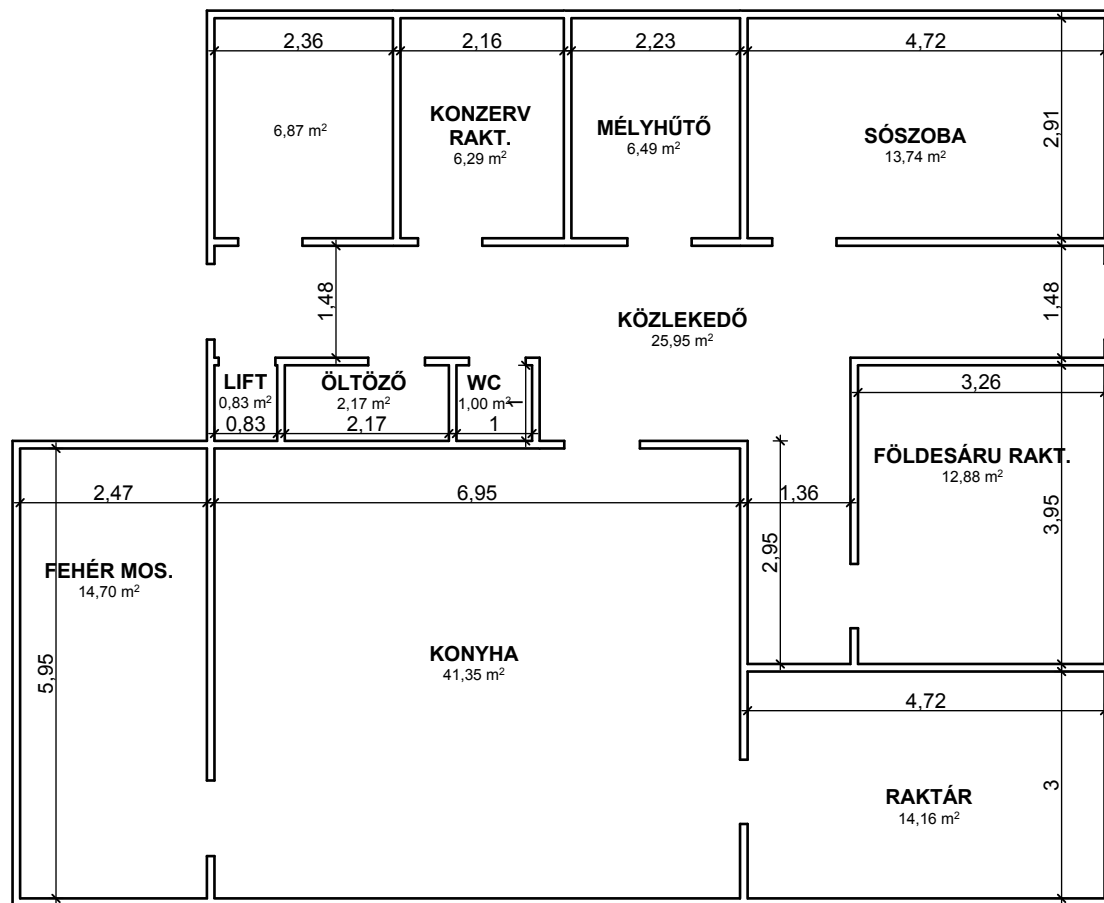 2,36
2,16
2,23
4,72
6,87 m²
KONZERV
RAKT.
6,29 m²
MÉLYHŰTŐ
6,49 m²
SÓSZOBA
13,74 m²
2,91
1,48
KÖZLEKEDŐ
25,95 m²
1,48
LIFT
0,83 m²
0,83
ÖLTÖZŐ
2,17 m²
2,17
WC
1,00 m²
1
1
3,26
FÖLDESÁRU RAKT.
12,88 m²
3,95
2,47
6,95
1,36
2,95
FEHÉR MOS.
14,70 m²
5,95
KONYHA
41,35 m²
4,72
RAKTÁR
14,16 m²
3